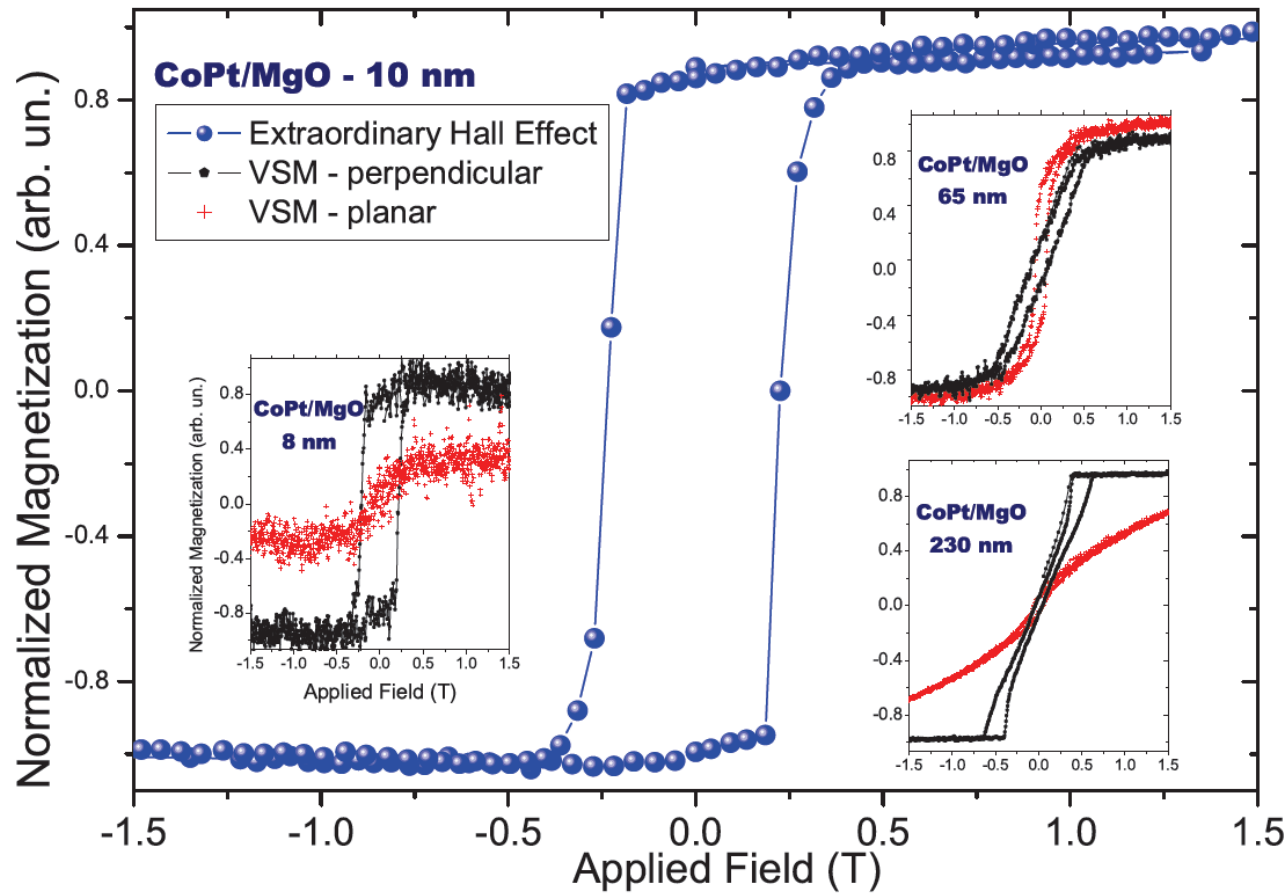 CoPt/MgO - 10 nm
Extraordinary Hall Effect
VSM - perpendicular
VSM - planar
Normalized Magnetization (arb. un.)
0.8
0.4
0.0
-0.4
-0.8
-1.5 -1.0 -0.5 0.0 0.5 1.0 1.5
Applied Field (T)
CoPt/MgO
8 nm
Normalized Magnetization (arb. un.)
0.8
0.4
0.0
-0.4
-0.8
-1.5 -1.0 -0.5 0.0 0.5 1.0 1.5
Applied Field (T)
CoPt/MgO
65 nm
0.8
0.4
0.0
-0.4
-0.8
-1.5 -1.0 -0.5 0.0 0.5 1.0 1.5
CoPt/MgO
230 nm
0.8
0.4
0.0
-0.4
-0.8
-1.5 -1.0 -0.5 0.0 0.5 1.0 1.5